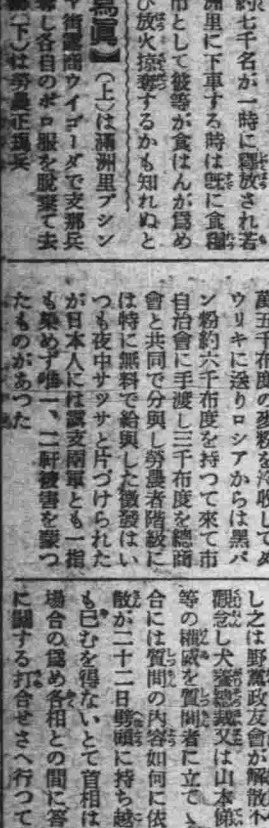 約七千名が一時に釋放され若
洲里に下車する時は既に食糧
市として彼等が食はんが爲め
び放火掠奪するかも知れぬと
寫眞】(上)は滿洲里プシン
ヤ街露商ウイゴーダで支那兵
奪し各自のボロ服を脱棄て去
(下)は勞農正規兵
萬五千布度の麥粉を沒收してダ
ウリキに送りロシアからは黑パ
ン粉約六千布度を持つて來て市
自治會に手渡し三千布度を總商
會と共同で分與し勞農者階級に
は特に無料で給與した徵發はい
つも夜中サツサと片づけられた
が日本人には露支兩軍とも一指
も染めず唯一、二軒被害を蒙つ
たものがあつた
し之は野黨政友會が解散不
觀念し犬養總裁又は山本悌
等の權威を質問者に立てゝ
合には質問の內容如何に依
散が二十二日劈頭に持ち越
も已むを得ないとて首相は
場合の爲め各相との間に答
に關する打合せさへ行つて